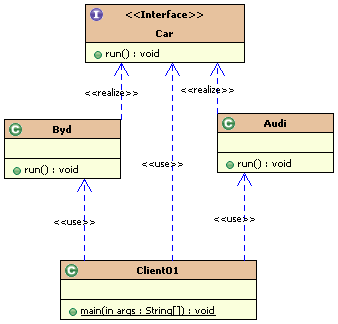 I
<<Interface>>
Car
run() : void
<<realize>>
<<realize>>
C
Byd
run() : void
C
Audi
run() : void
<<use>>
<<use>>
<<use>>
C
Client01
main(in args : String[]) : void